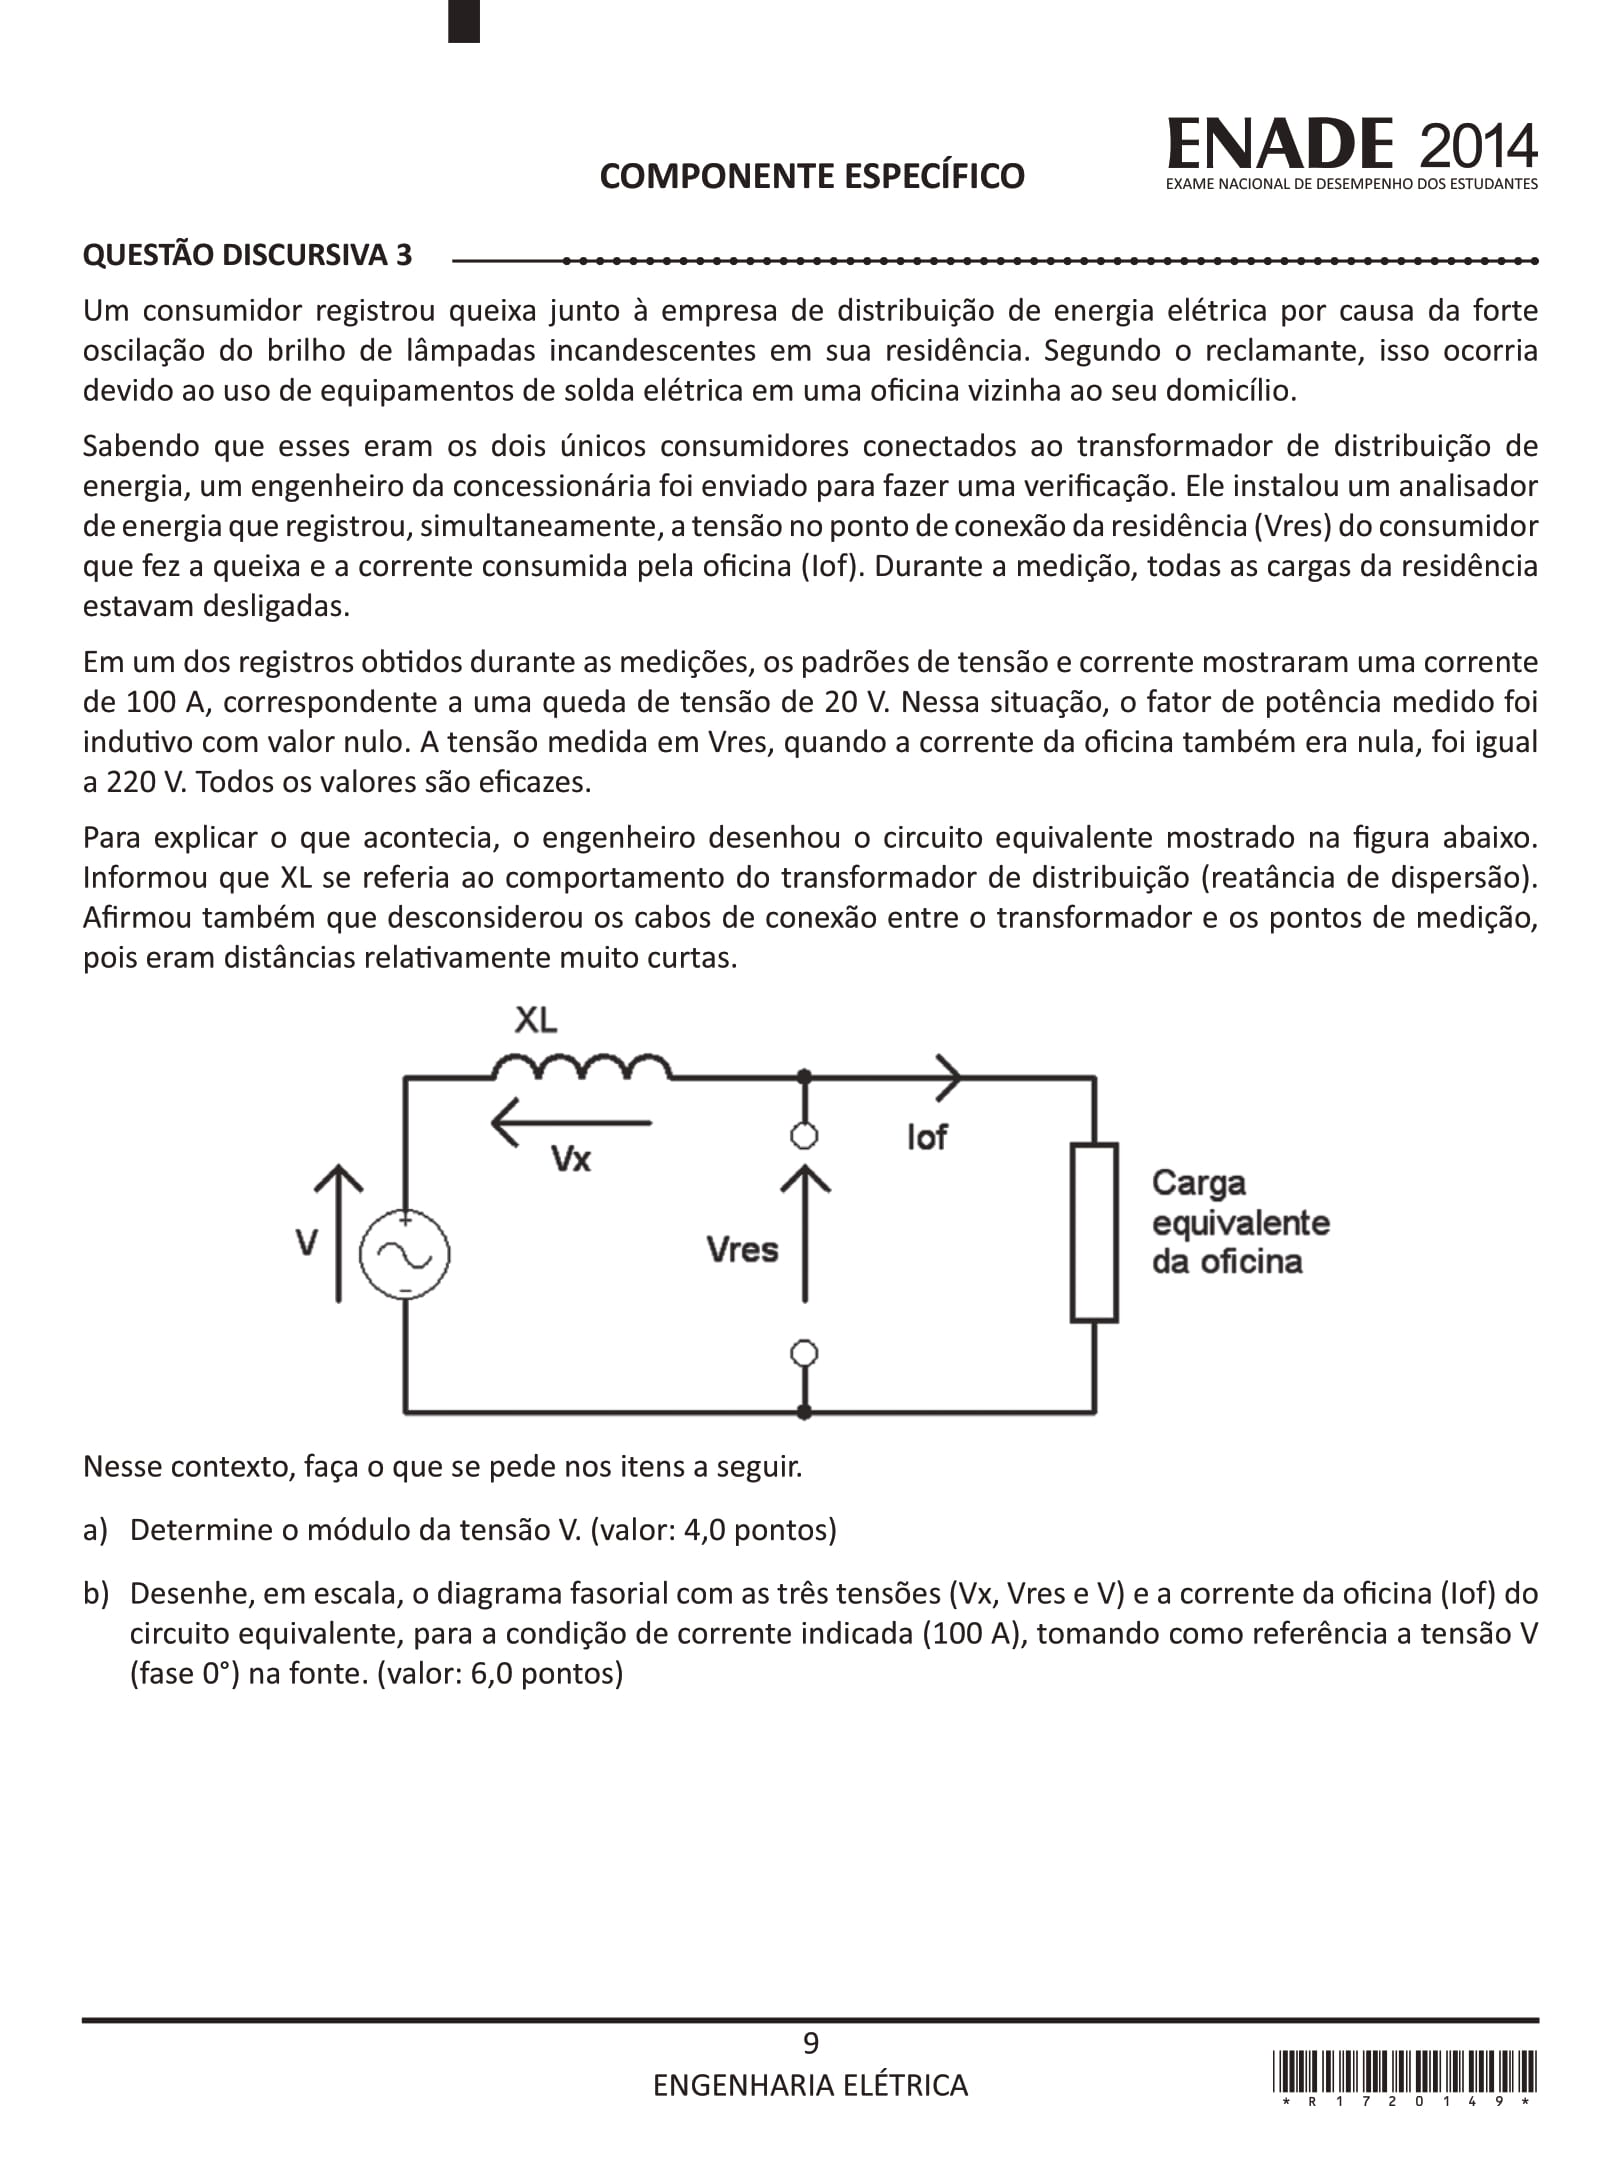 ENADE 2014
EXAME NACIONAL DE DESEMPENHO DOS ESTUDANTES
COMPONENTE ESPECÍFICO
QUESTÃO DISCURSIVA 3
Um consumidor registrou queixa junto à empresa de distribuição de energia elétrica por causa da forte
oscilação do brilho de lâmpadas incandescentes em sua residência. Segundo o reclamante, isso ocorria
devido ao uso de equipamentos de solda elétrica em uma oficina vizinha ao seu domicílio.
Sabendo que esses eram os dois únicos consumidores conectados ao transformador de distribuição de
energia, um engenheiro da concessionária foi enviado para fazer uma verificação. Ele instalou um analisador
de energia que registrou, simultaneamente, a tensão no ponto de conexão da residência (Vres) do consumidor
que fez a queixa e a corrente consumida pela oficina (Iof). Durante a medição, todas as cargas da residência
estavam desligadas.
Em um dos registros obtidos durante as medições, os padrões de tensão e corrente mostraram uma corrente
de 100 A, correspondente a uma queda de tensão de 20 V. Nessa situação, o fator de potência medido foi
indutivo com valor nulo. A tensão medida em Vres, quando a corrente da oficina também era nula, foi igual
a 220 V. Todos os valores são eficazes.
Para explicar o que acontecia, o engenheiro desenhou o circuito equivalente mostrado na figura abaixo.
Informou que XL se referia ao comportamento do transformador de distribuição (reatância de dispersão).
Afirmou também que desconsiderou os cabos de conexão entre o transformador e os pontos de medição,
pois eram distâncias relativamente muito curtas.
XL
Vx
Iof
V
Vres
Carga
equivalente
da oficina
Nesse contexto, faça o que se pede nos itens a seguir.
a) Determine o módulo da tensão V. (valor: 4,0 pontos)
b) Desenhe, em escala, o diagrama fasorial com as três tensões (Vx, Vres e V) e a corrente da oficina (Iof) do
circuito equivalente, para a condição de corrente indicada (100 A), tomando como referência a tensão V
(fase 0°) na fonte. (valor: 6,0 pontos)
9
ENGENHARIA ELÉTRICA
* R 1 7 2 0 1 4 9 *